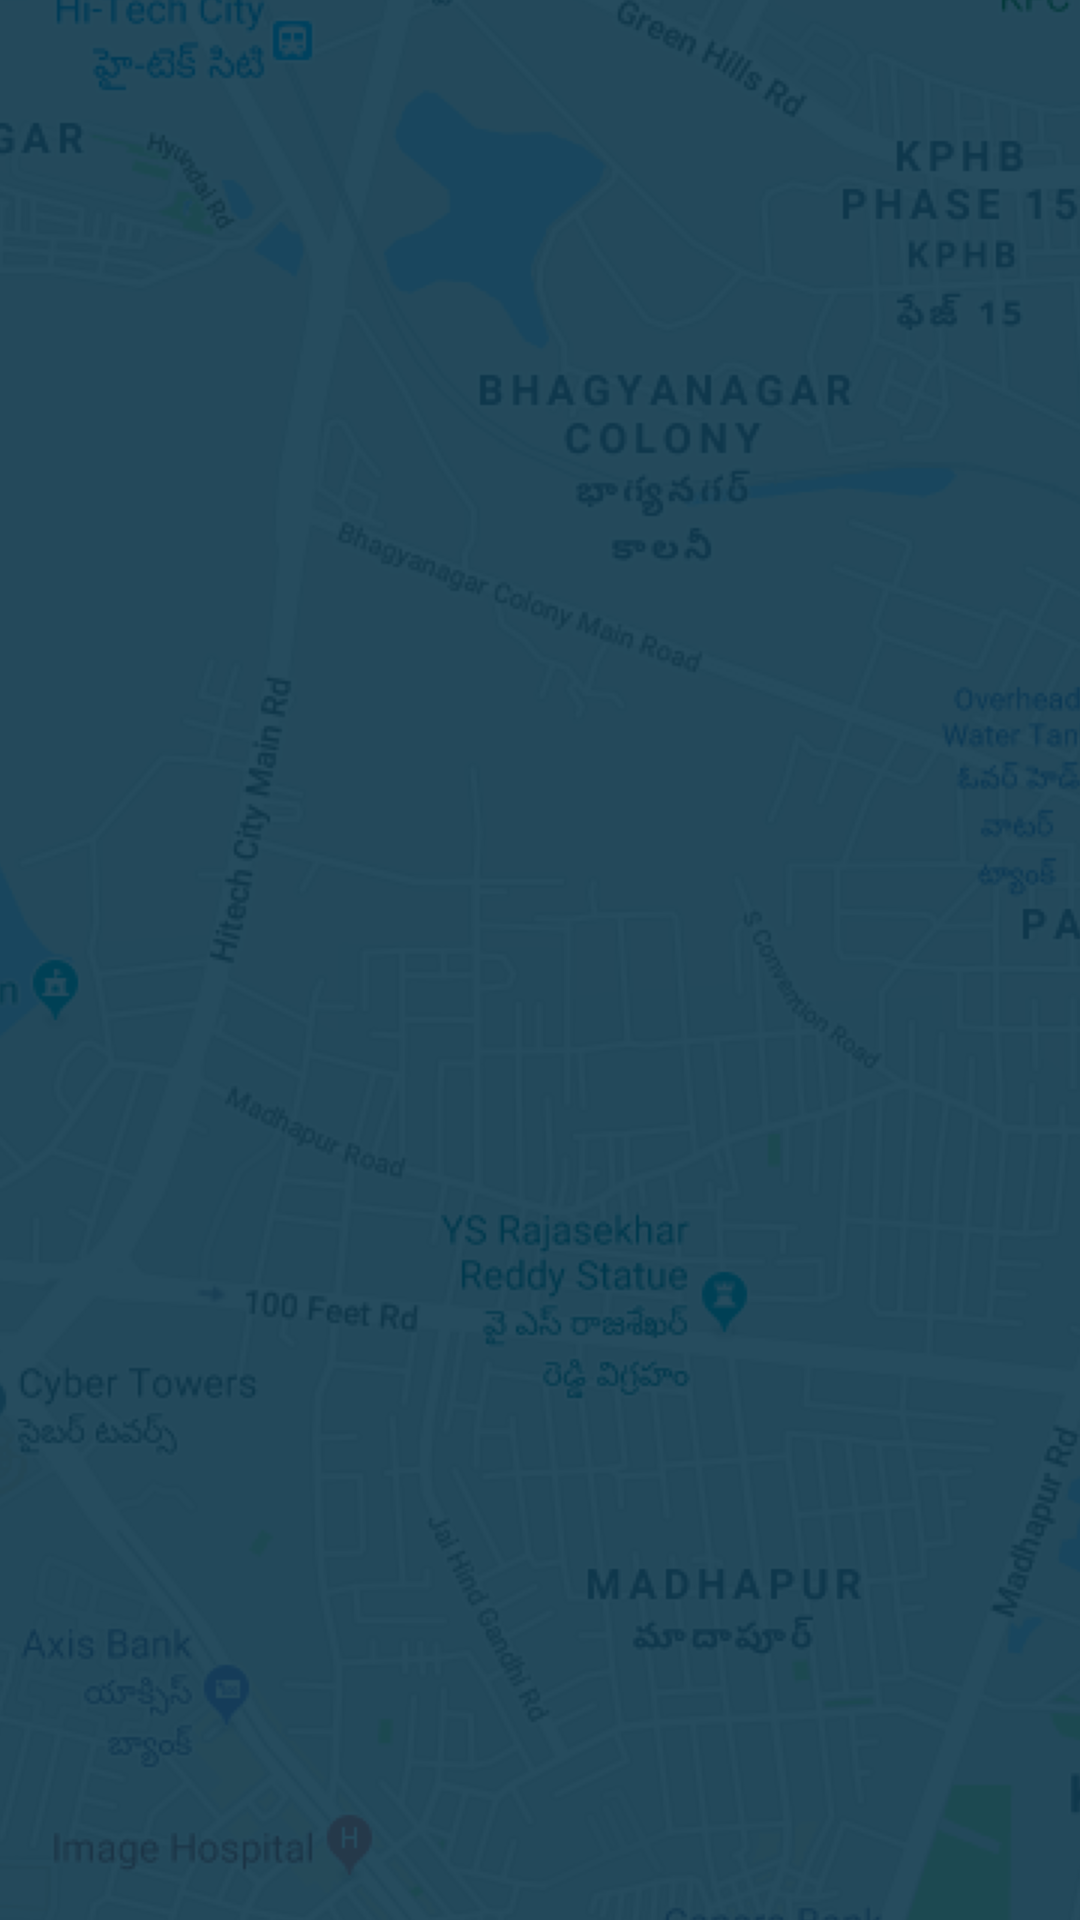 Hi-Tech City
హై-టెక్ సిటి
Green Hills Rd
KFC
GAR
Hyundai Rd
KPHB
PHASE 15
KPHB
ఫేజ్ 15
BHAGYANAGAR
COLONY
భాగ్యనగర్
కాలనీ
Bhagyanagar Colony Main Road
Hitech City Main Rd
Overhead
Water Tan
ఓవర్ హెడ్
వాటర్
ట్యాంక్
PA
n
S Convention Road
Madhapur Road
YS Rajasekhar
Reddy Statue
వై ఎస్ రాజశేఖర్
రెడ్డి విగ్రహం
100 Feet Rd
Cyber Towers
సైబర్ టవర్స్
Madhapur Rd
Jai Hind Gandhi Rd
MADHAPUR
మాదాపూర్
Axis Bank
యాక్సిస్
బ్యాంక్
Image Hospital
H
Canara Bank